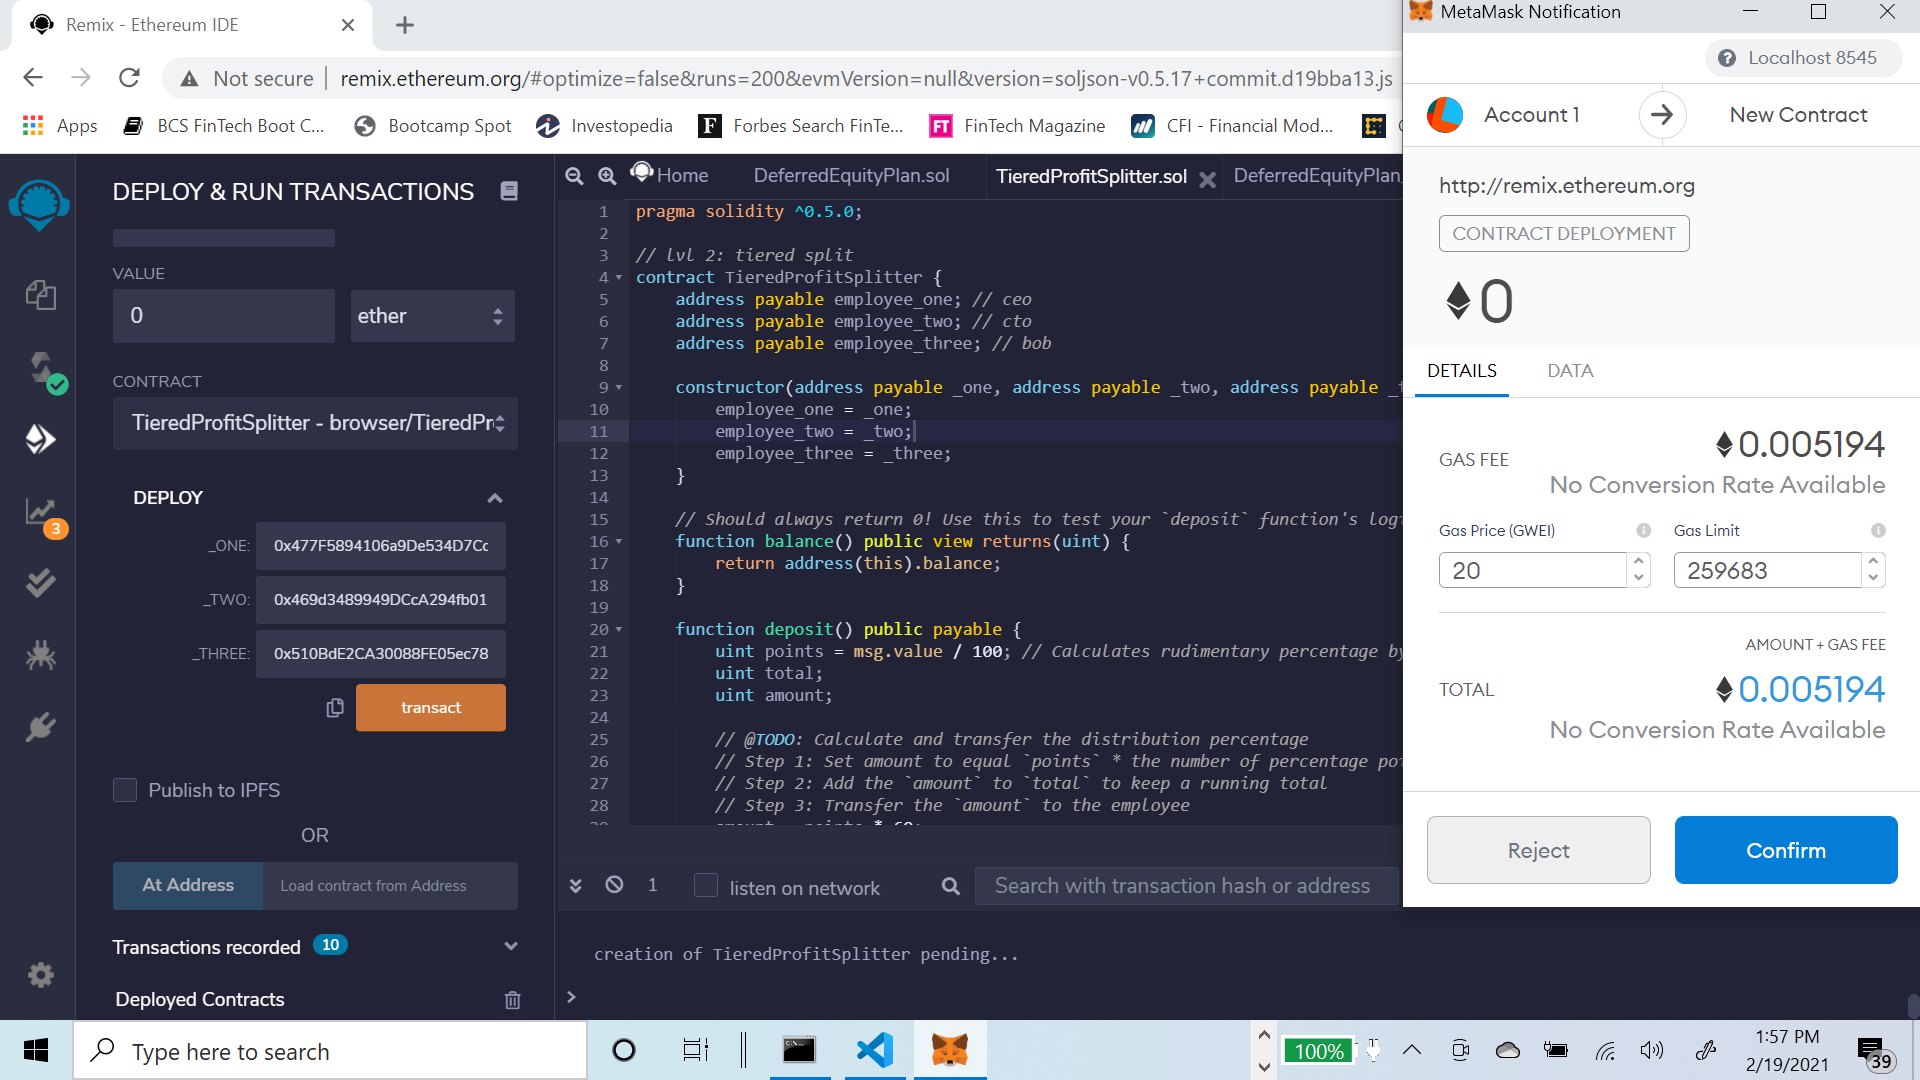 Remix - Ethereum IDE
Not secure
remix.ethereum.org/#optimize=false&runs=200&evmVersion=null&version=soljson-v0.5.17+commit.d19bba13.js
Apps
BCS FinTech Boot C...
Bootcamp Spot
Investopedia
Forbes Search FinTe...
FT
FinTech Magazine
CFI - Financial Mod...
DEPLOY & RUN TRANSACTIONS
VALUE
0
ether
CONTRACT
TieredProfitSplitter - browser/TieredPr
DEPLOY
_ONE:
0x477F5894106a9De534D7Cc
_TWO:
0x469d3489949DCcA294fb01
_THREE:
0x510BdE2CA30088FE05ec78
transact
Publish to IPFS
OR
At Address
Load contract from Address
Transactions recorded
10
Deployed Contracts
3
Home
DeferredEquityPlan.sol
TieredProfitSplitter.sol
DeferredEquityPlan_
1 pragma solidity ^0.5.0;
2
3 // lvl 2: tiered split
4 contract TieredProfitSplitter {
5 address payable employee_one; // ceo
6 address payable employee_two; // cto
7 address payable employee_three; // bob
8
9 constructor(address payable _one, address payable _two, address payable _t
10 employee_one = _one;
11 employee_two = _two;
12 employee_three = _three;
13 }
14
15 // Should always return 0! Use this to test your `deposit` function's logi
16 function balance() public view returns(uint) {
17 return address(this).balance;
18 }
19
20 function deposit() public payable {
21 uint points = msg.value / 100; // Calculates rudimentary percentage by
22 uint total;
23 uint amount;
24
25 // @TODO: Calculate and transfer the distribution percentage
26 // Step 1: Set amount to equal `points` * the number of percentage poi
27 // Step 2: Add the `amount` to `total` to keep a running total
28 // Step 3: Transfer the `amount` to the employee
1
listen on network
Search with transaction hash or address
creation of TieredProfitSplitter pending...
>
MetaMask Notification
Localhost 8545
Account 1
New Contract
http://remix.ethereum.org
CONTRACT DEPLOYMENT
0
DETAILS
DATA
GAS FEE
0.005194
No Conversion Rate Available
Gas Price (GWEI)
Gas Limit
20
259683
AMOUNT + GAS FEE
TOTAL
0.005194
No Conversion Rate Available
Reject
Confirm
Type here to search
100%
1:57 PM
2/19/2021
39